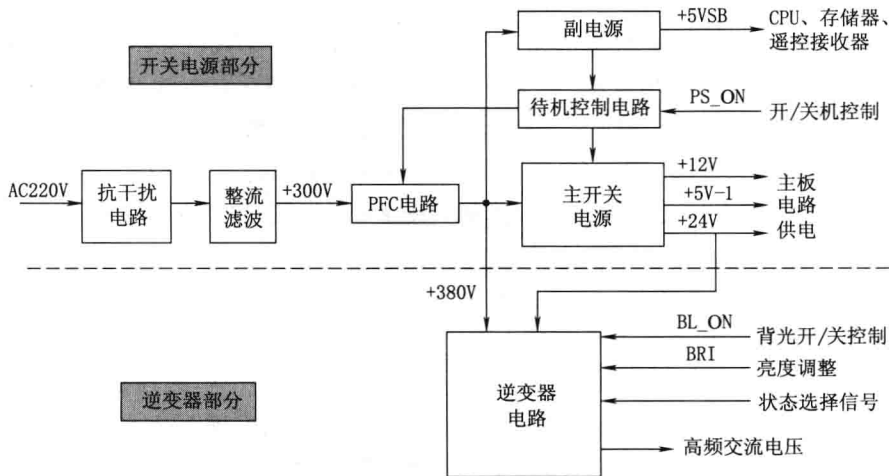 副电源
+5VSB
CPU、存储器、
遥控接收器
开关电源部分
待机控制电路
PS_ON
开/关机控制
AC220V
抗干扰
电路
整流
滤波
+300V
PFC电路
主开关
电源
+12V
+5V-1
+24V
主板
电路
供电
+380V
逆变器部分
逆变器
电路
BL_ON
背光开/关控制
BRI
亮度调整
状态选择信号
高频交流电压